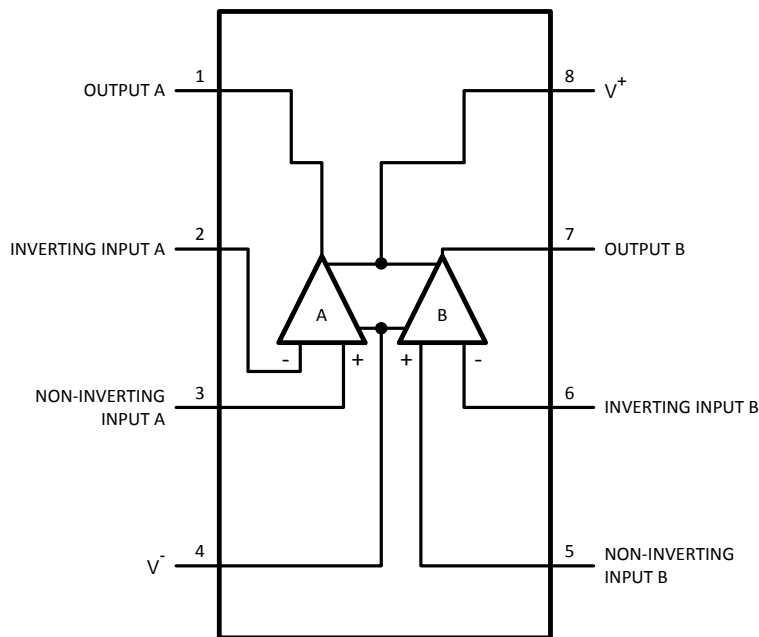 OUTPUT A
1
8
V+
INVERTING INPUT A
2
7
OUTPUT B
A
B
-
+
+
-
NON-INVERTING
INPUT A
3
6
INVERTING INPUT B
V-
4
5
NON-INVERTING
INPUT B